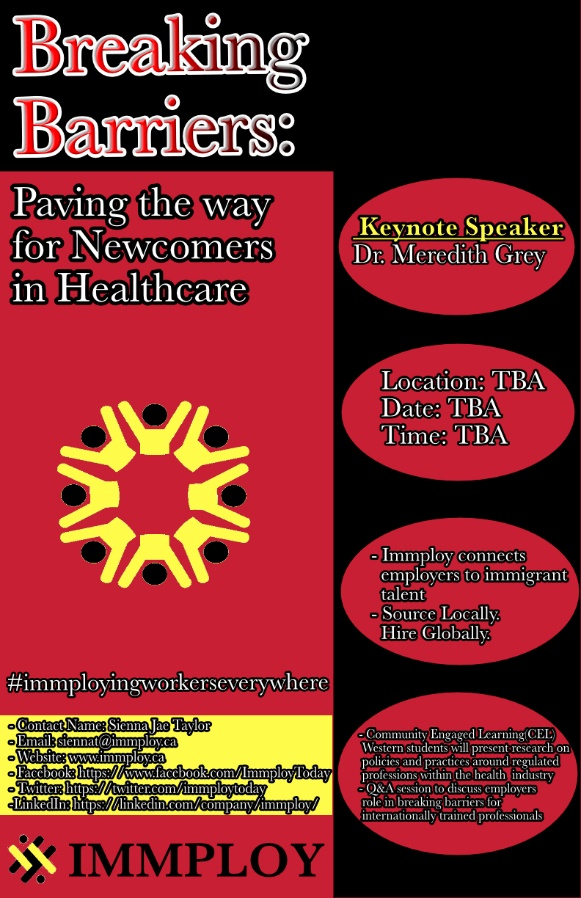 Breaking
Barriers:
Paving the way
for Newcomers
in Healthcare
Keynote Speaker
Dr. Meredith Grey
Location: TBA
Date: TBA
Time: TBA
- Immploy connects
employers to immigrant
talent
- Source Locally.
Hire Globally.
#immployingworkerseverywhere
- Contact Name: Sienna Jae Taylor
- Email: siennat@immploy.ca
- Website: www.immploy.ca
- Facebook: https://www.facebook.com/ImmployToday
- Twitter: https://twitter.com/immploytoday
-LinkedIn: https://linkedin.com/company/immploy/
- Community Engaged Learning(CEL)
Western students will present research on
policies and practices around regulated
professions within the health industry
- Q&A session to discuss employers
role in breaking barriers for
internationally trained professionals
IMMPLOY